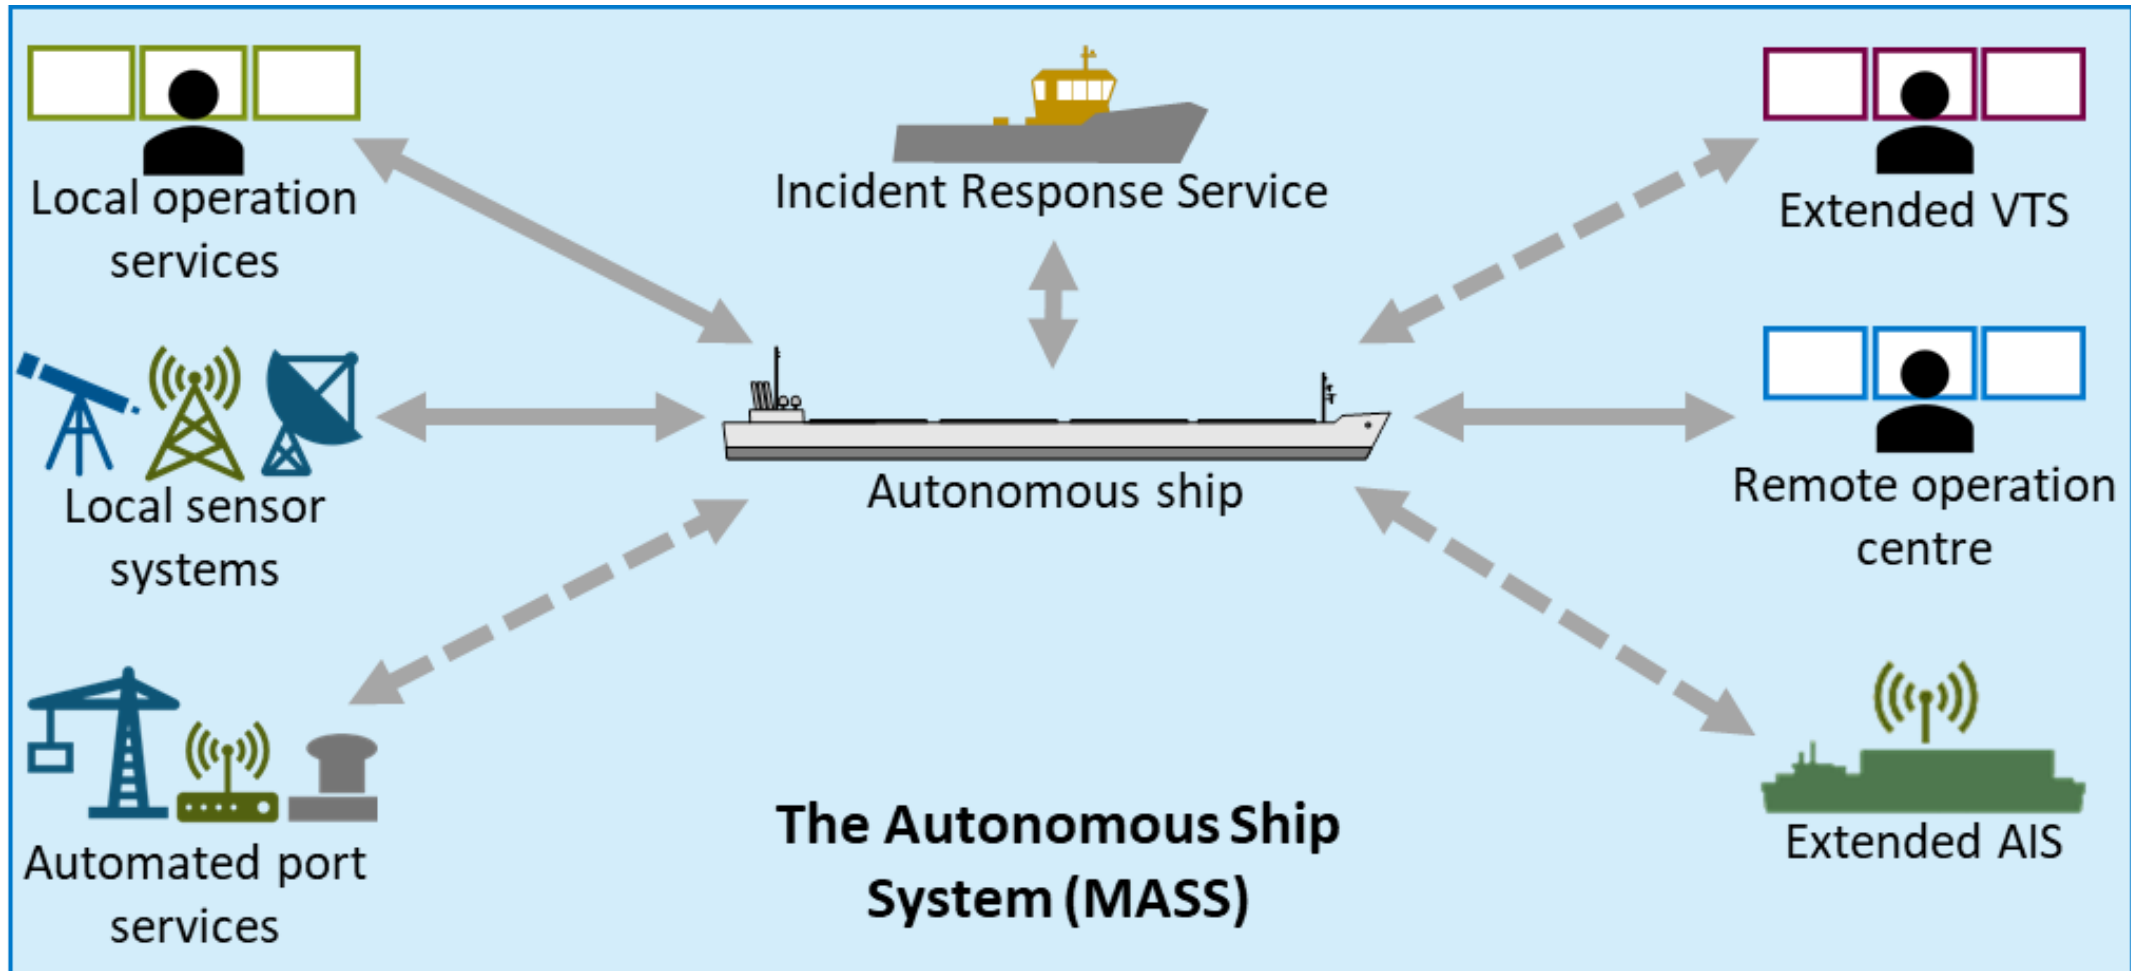 Local operation
services
Incident Response Service
Extended VTS
Local sensor
systems
Autonomous ship
Remote operation
centre
Automated port
services
The Autonomous Ship
System (MASS)
Extended AIS